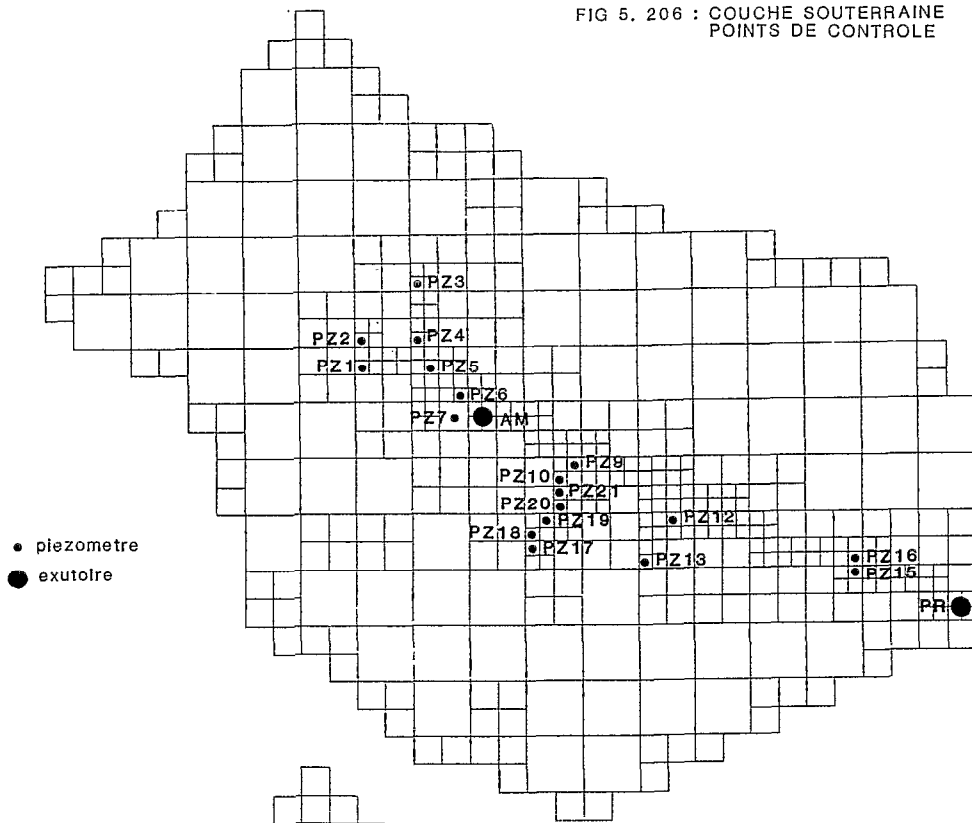 FIG 5. 206 : COUCHE SOUTERRAINE
POINTS DE CONTROLE
PZ3
PZ2
PZ4
PZ1
PZ5
PZ6
PZ7
AM
PZ9
PZ10
PZ21
PZ20
PZ19
PZ12
PZ18
PZ17
PZ13
PZ16
PZ15
PR
piezometre
exutoire